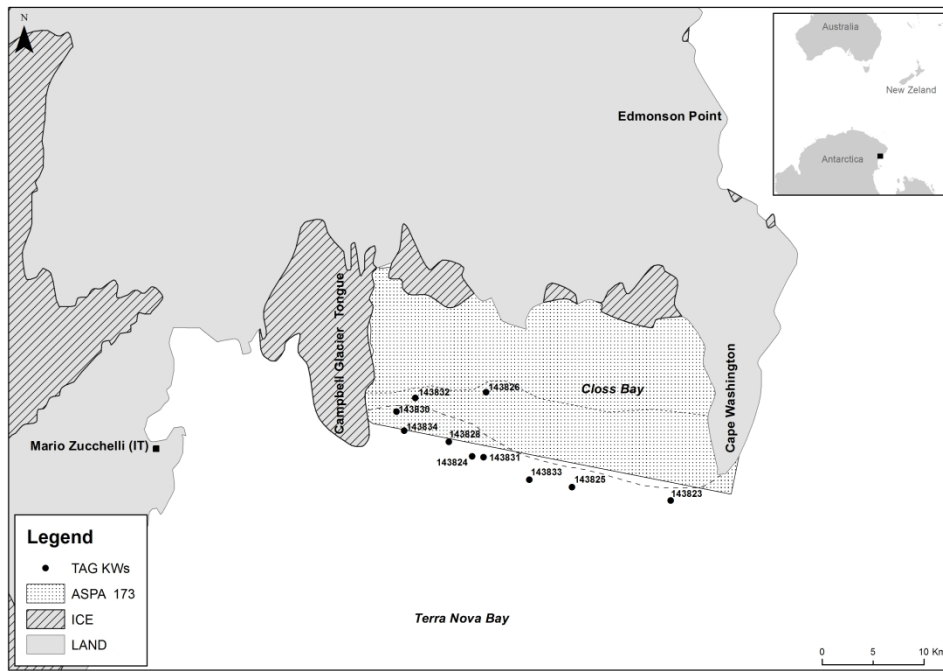 N
Australia
New Zeland
Antarctica
Edmonson Point
Campbell Glacier Tongue
Closs Bay
Cape Washington
Mario Zucchelli (IT)
143832
143826
143830
143834
143828
143824
143831
143833
143825
143823
Terra Nova Bay
Legend
TAG KWs
ASPA 173
ICE
LAND
0 5 10 Km